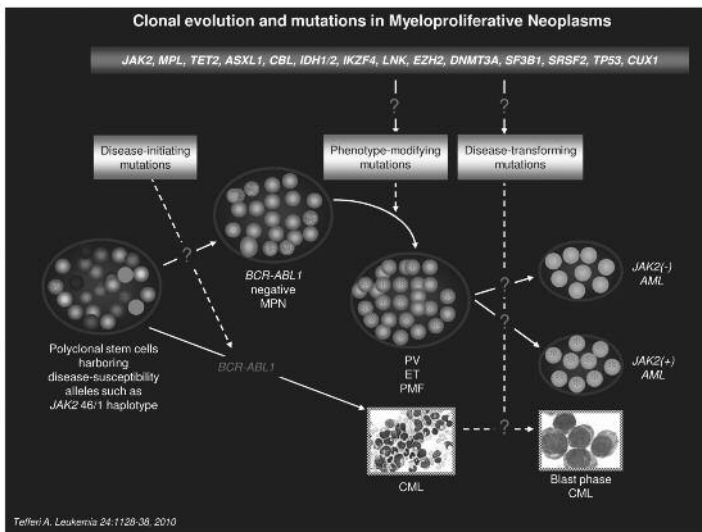 Clonal evolution and mutations in Myeloproliferative Neoplasms
JAK2, MPL, TET2, ASXL1, CBL, IDH1/2, IKZF4, LNK, EZH2, DNMT3A, SF3B1, SRSF2, TP53, CUX1
?
?
Disease-initiating
mutations
Phenotype-modifying
mutations
Disease-transforming
mutations
?
BCR-ABL1
negative
MPN
?
JAK2(-)
AML
?
Polyclonal stem cells
harboring
disease-susceptibility
alleles such as
JAK2 46/1 haplotype
BCR-ABL1
PV
ET
PMF
JAK2(+)
AML
?
CML
Blast phase
CML
Tefferi A. Leukemia 24:1128-38, 2010